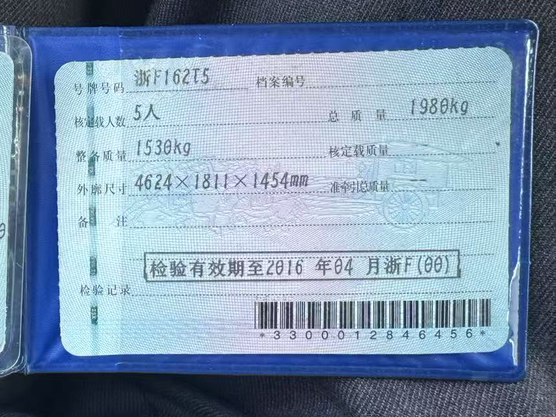 号牌号码 浙F162T5 档案编号
核定载人数 5人 总质量 1980kg
整备质量 1530kg 核定载质量
外廓尺寸 4624×1811×1454mm 准牵引总质量 --
备注
检验有效期至2016 年04 月浙F(00)
检验记录
*3300012846456*